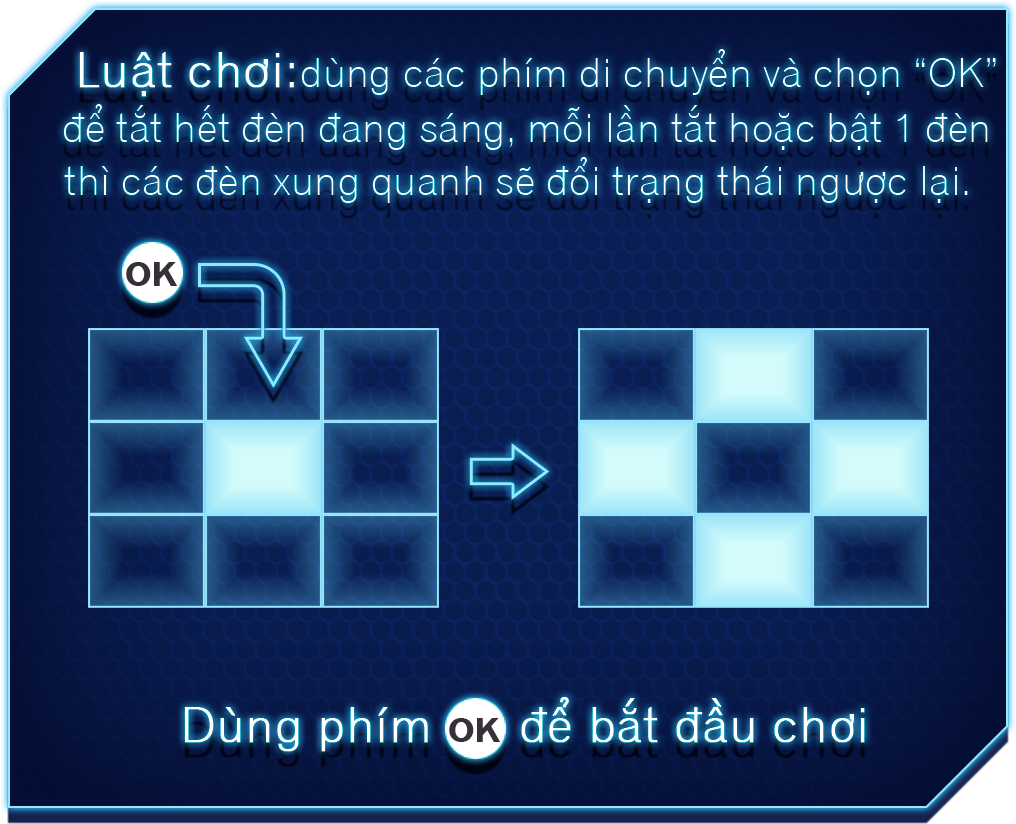 Luật chơi:dùng các phím di chuyển và chọn “OK”
để tắt hết đèn đang sáng, mỗi lần tắt hoặc bật 1 đèn
thì các đèn xung quanh sẽ đổi trạng thái ngược lại.
OK
Dùng phím OK để bắt đầu chơi